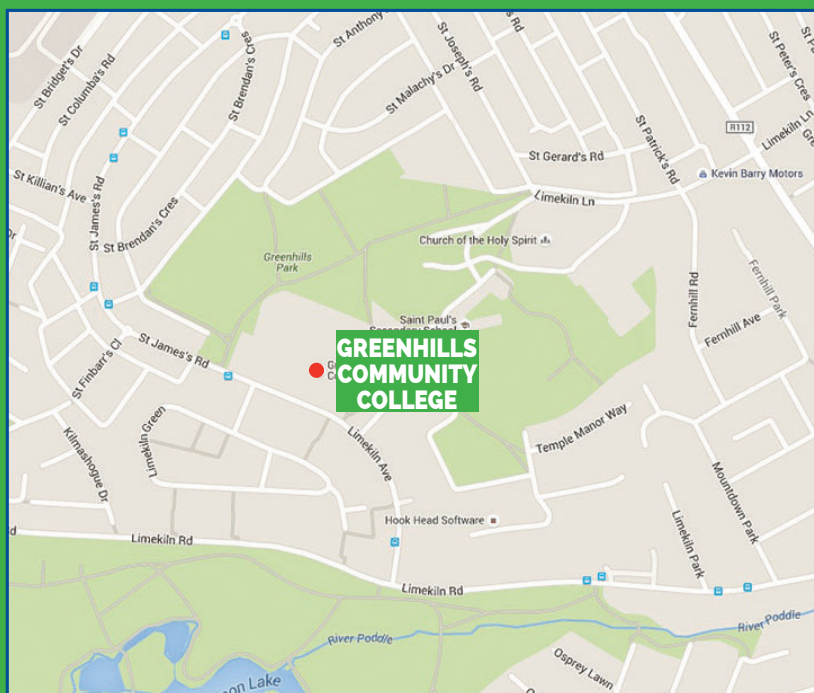 St Anthony's
St Joseph's Rd
St Peter's Cres
St Bridget's Dr
St Columba's Rd
St Brendan's Cres
St Malachy's Dr
R112
Limekiln Ln
St Gerard's Rd
St Patrick's Rd
Kevin Barry Motors
St Killian's Ave
St James's Rd
Limekiln Ln
St Brendan's Cres
Dr
Church of the Holy Spirit
Greenhills
Park
Fernhill Rd
Fernhill Park
Fernhill Ave
Saint Paul's
Secondary School
St James's Rd
St Finbarr's Cl
GREENHILLS
COMMUNITY
COLLEGE
Limekiln Green
Kilmashogue Dr
Limekiln Ave
Temple Manor Way
Mountdown Park
Hook Head Software
Limekiln Park
Limekiln Rd
Limekiln Rd
River Poddle
River Poddle
Lake
Osprey Lawn